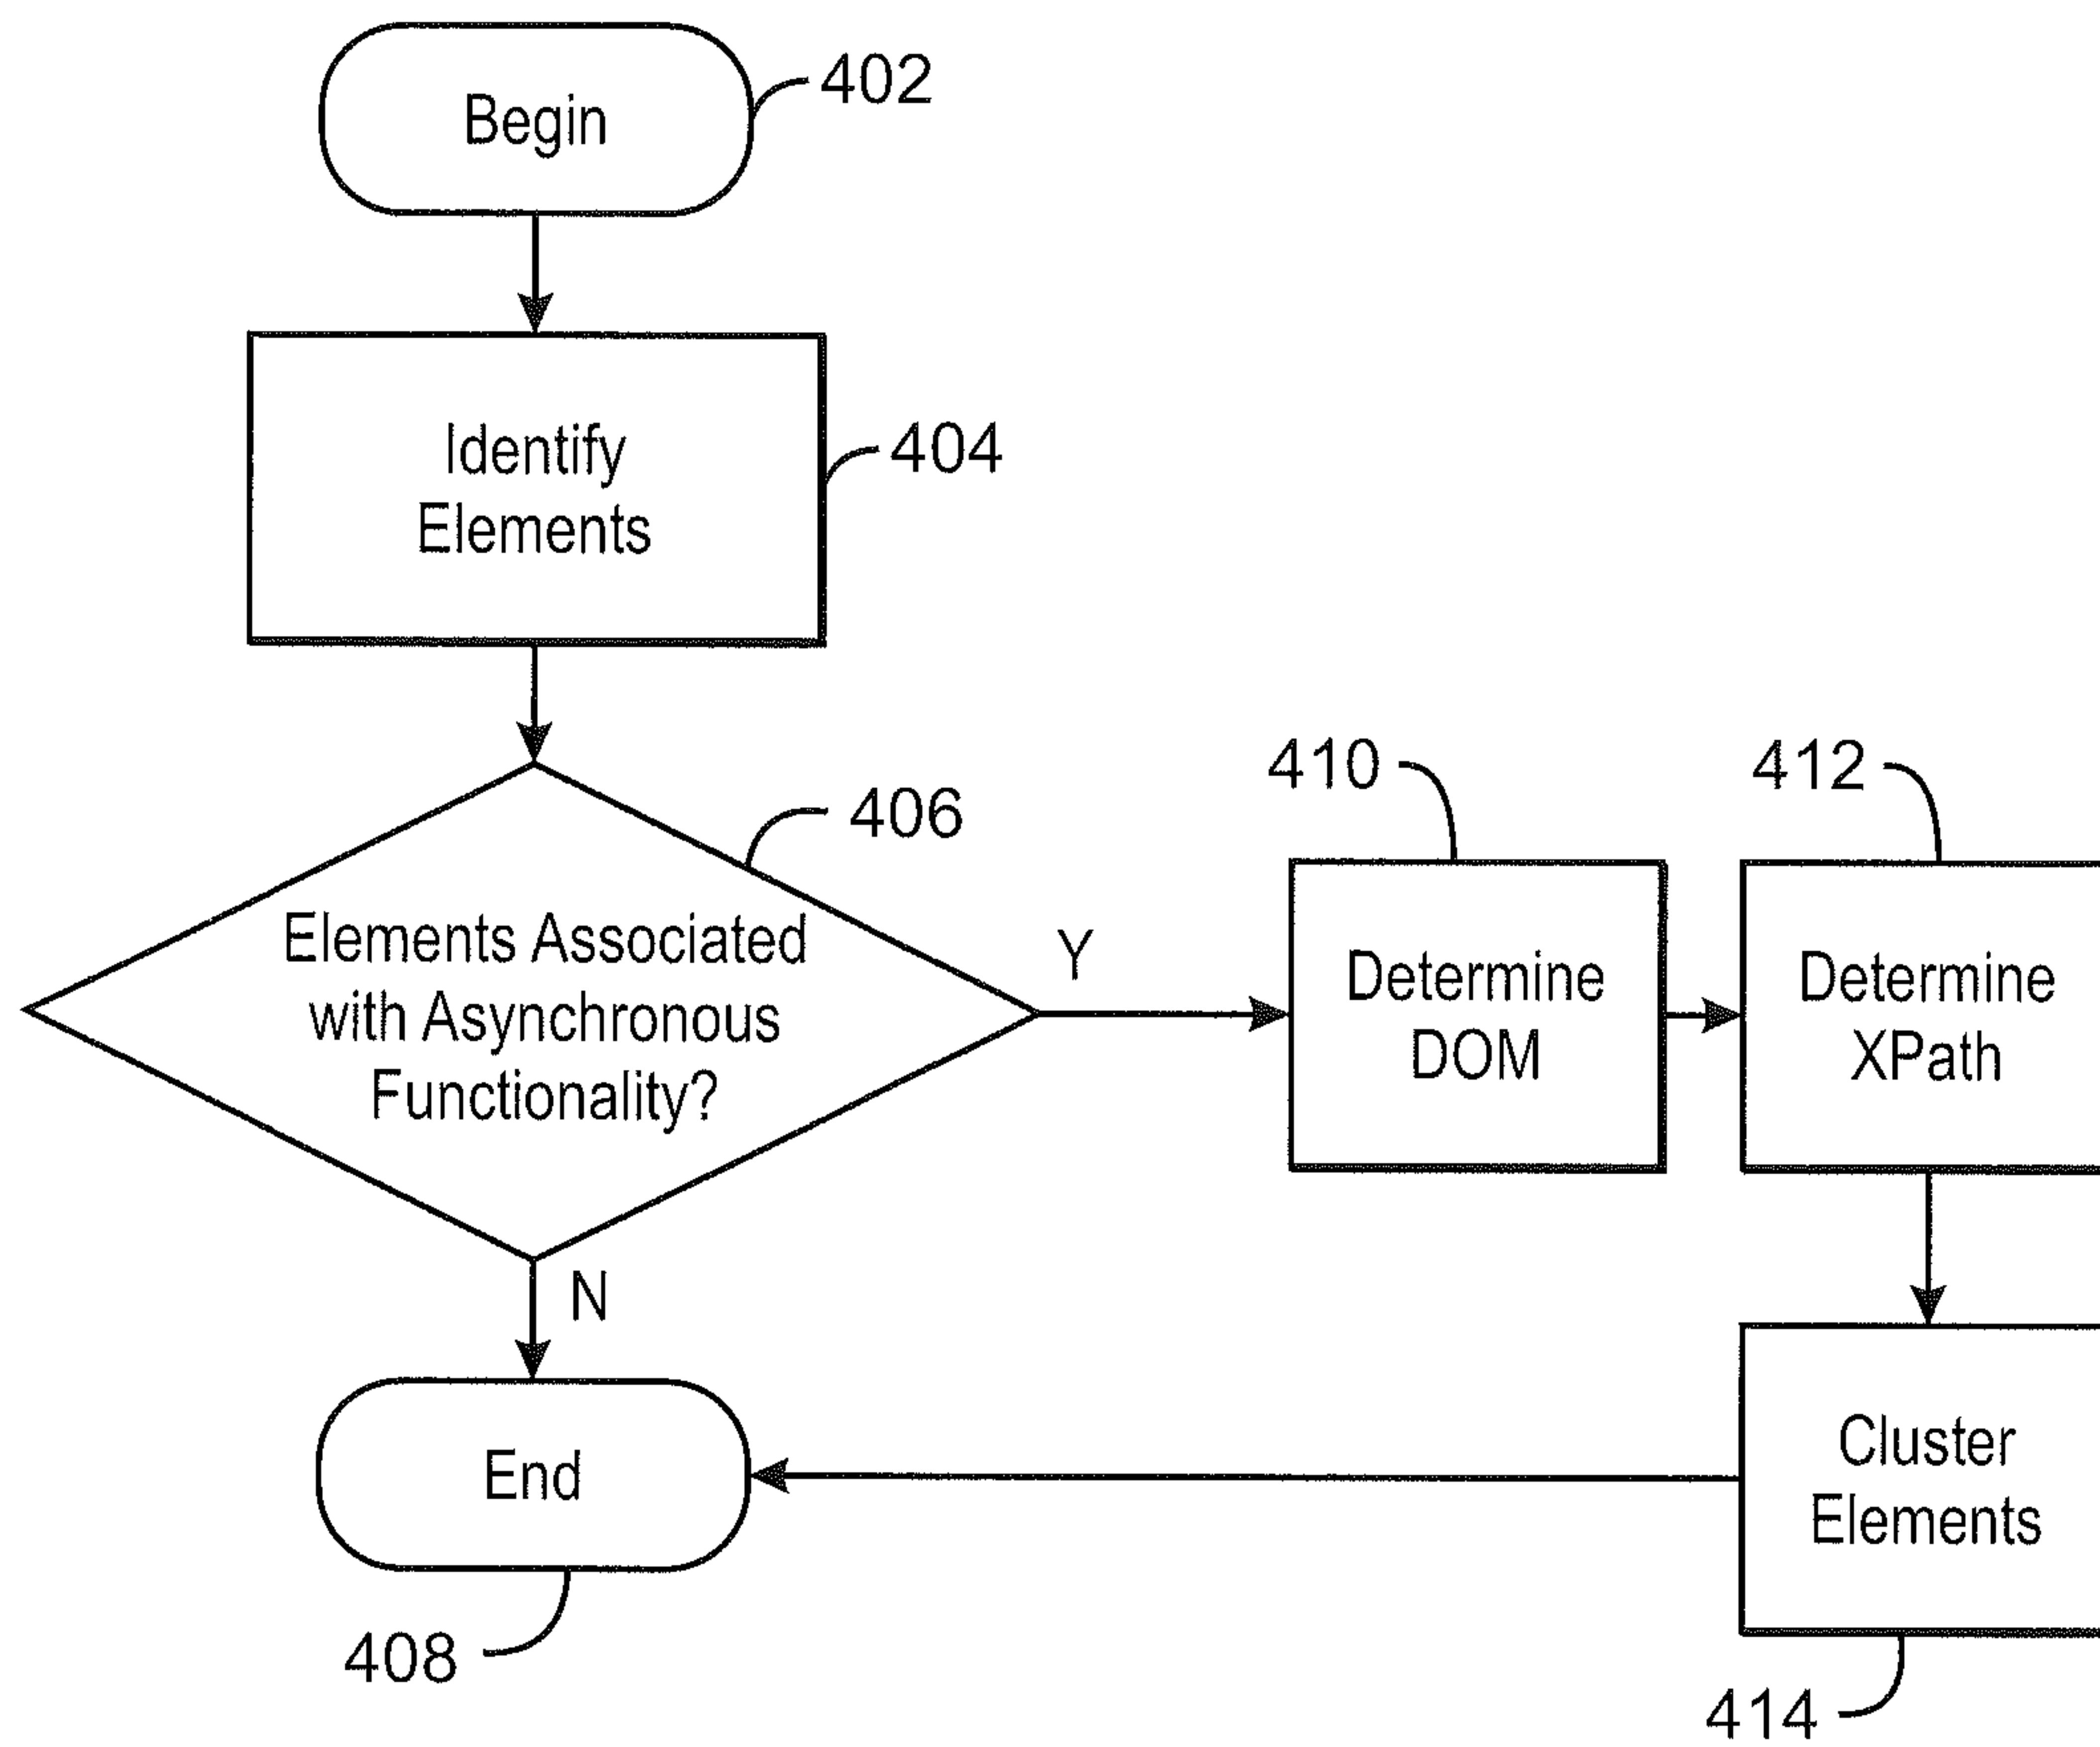 Begin
402
Identify
Elements
404
406
Elements Associated
with Asynchronous
Functionality?
Y
N
410
Determine
DOM
412
Determine
XPath
Cluster
Elements
414
End
408